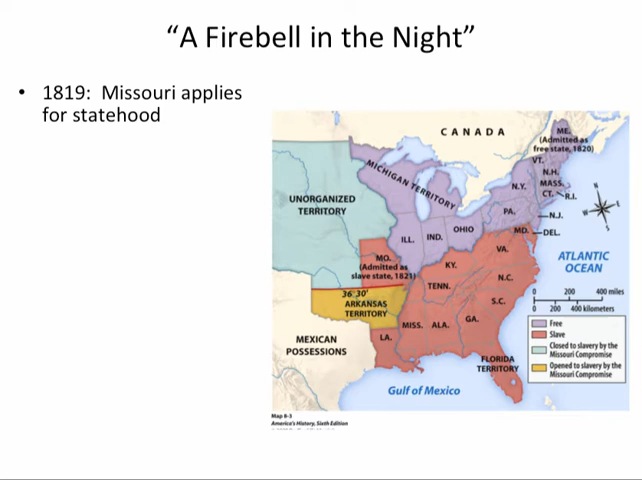 “A Firebell in the Night”
• 1819: Missouri applies
for statehood
CANADA
ME.
(Admitted as
free state, 1820)
VT.
N.H.
MASS.
CT.
R.I.
N.Y.
MICHIGAN TERRITORY
UNORGANIZED
TERRITORY
PA.
N.J.
OHIO
ILL.
IND.
MD.
DEL.
VA.
ATLANTIC
OCEAN
MO.
(Admitted as
slave state, 1821)
KY.
N.C.
TENN.
36°30'
ARKANSAS
TERRITORY
S.C.
MISS.
ALA.
GA.
LA.
MEXICAN
POSSESSIONS
FLORIDA
TERRITORY
Gulf of Mexico
N
E
S
W
0 200 400 miles
0 200 400 kilometers
Free
Slave
Closed to slavery by the
Missouri Compromise
Opened to slavery by the
Missouri Compromise
Map 8-3
America's History, Sixth Edition